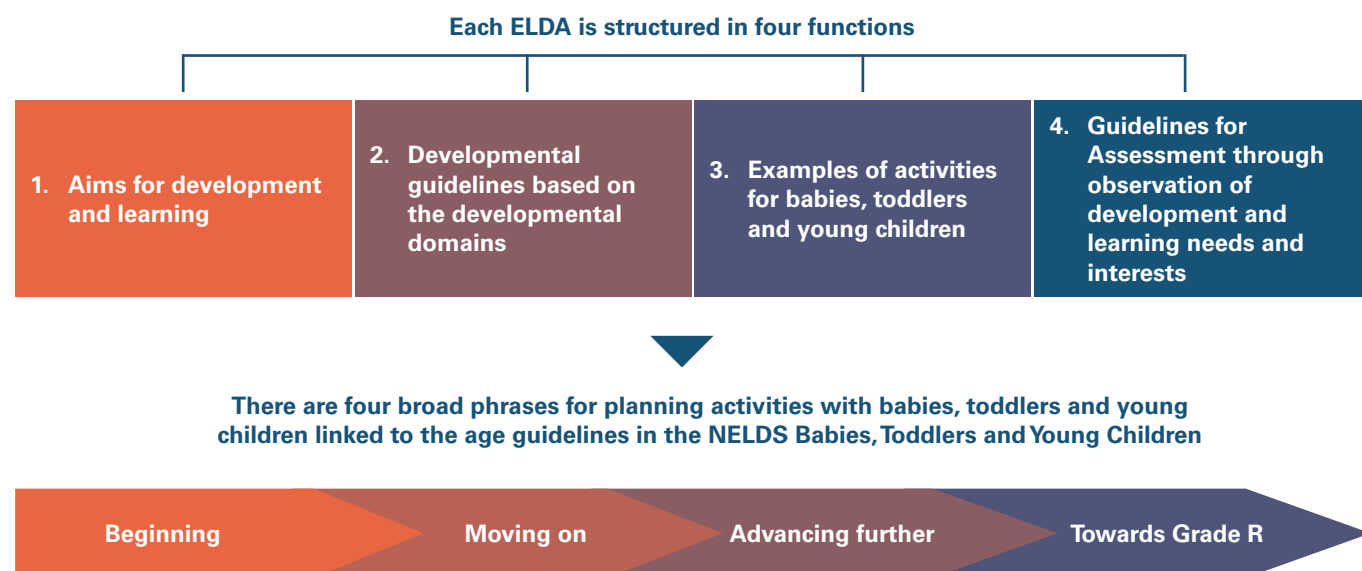 Each ELDA is structured in four functions
1. Aims for development
and learning
2. Developmental
guidelines based on
the developmental
domains
3. Examples of activities
for babies, toddlers
and young children
4. Guidelines for
Assessment through
observation of
development and
learning needs and
interests
There are four broad phrases for planning activities with babies, toddlers and young
children linked to the age guidelines in the NELDS Babies, Toddlers and Young Children
Beginning
Moving on
Advancing further
Towards Grade R